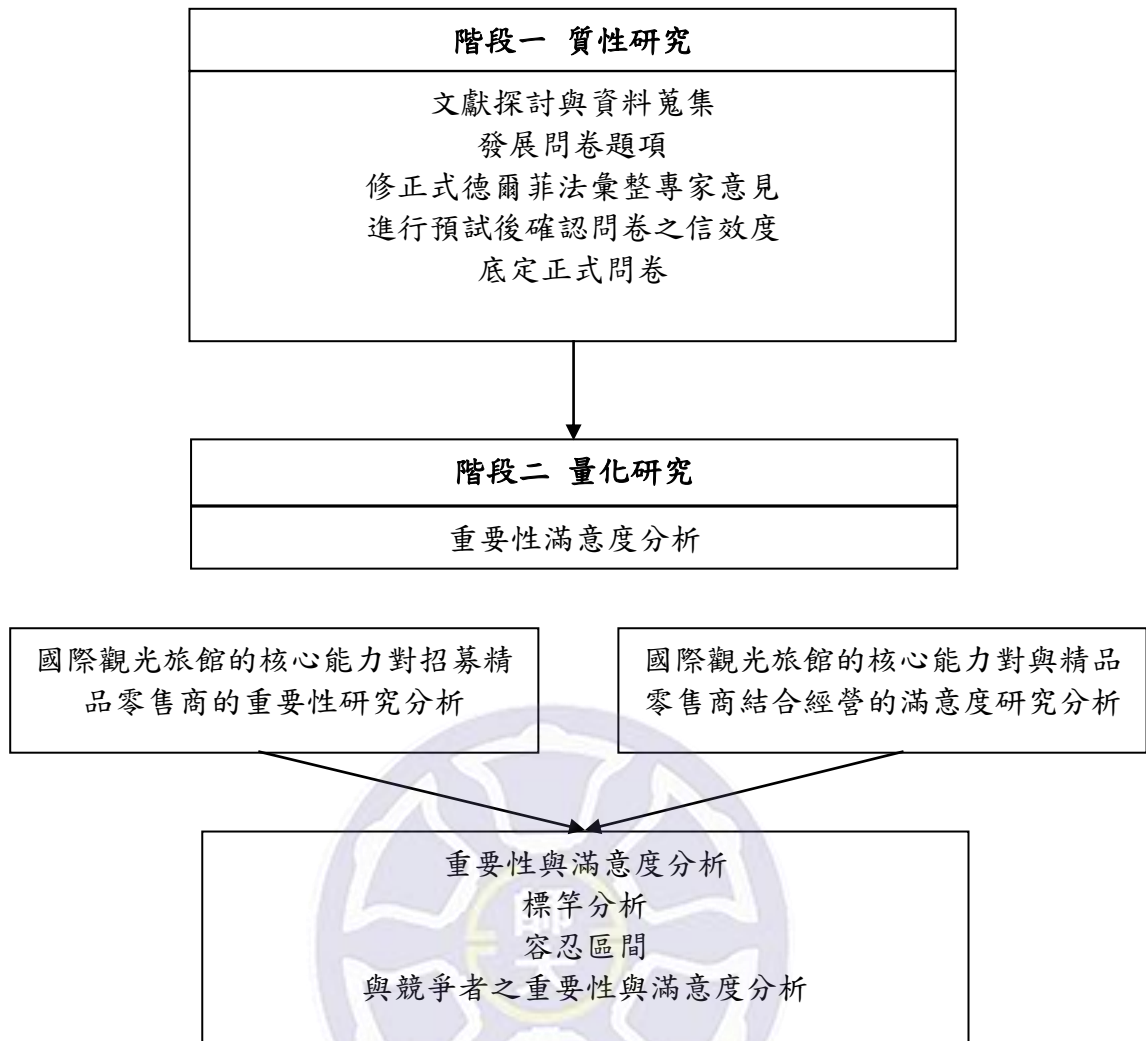 階段一 質性研究
文獻探討與資料蒐集
發展問卷題項
修正式德爾菲法彙整專家意見
進行預試後確認問卷之信效度
底定正式問卷
階段二 量化研究
重要性滿意度分析
國際觀光旅館的核心能力對招募精
品零售商的重要性研究分析
國際觀光旅館的核心能力對與精品
零售商結合經營的滿意度研究分析
重要性與滿意度分析
標竿分析
容忍區間
與競爭者之重要性與滿意度分析